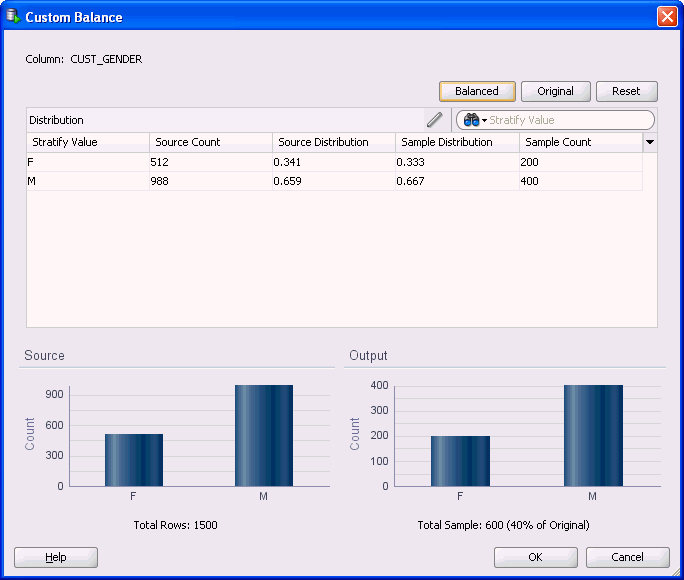 Custom Balance
Column: CUST_GENDER
Balanced Original Reset
Distribution Stratify Value
Stratify Value Source Count Source Distribution Sample Distribution Sample Count
F 512 0.341 0.333 200
M 988 0.659 0.667 400
Source
Count
900
600
300
0
F M
Total Rows: 1500
Output
Count
400
300
200
100
0
F M
Total Sample: 600 (40% of Original)
Help OK Cancel